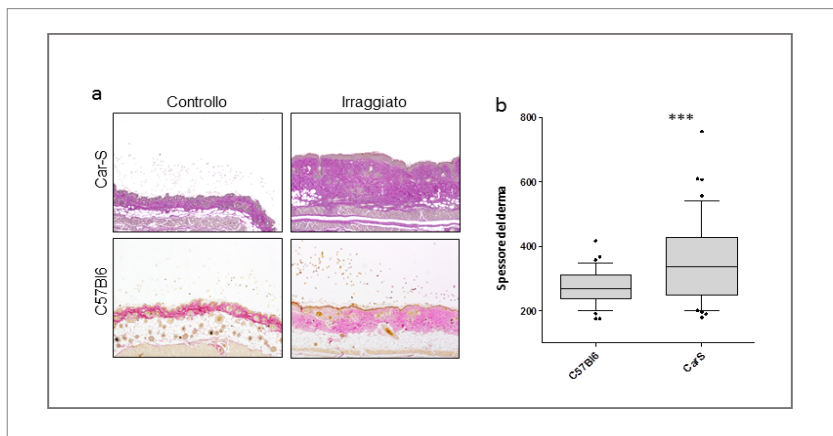 a
Controllo
Irraggiato
Car-S
C57Bl6
b
***
Spessore del derma
800
600
400
200
C57Bl6
CarS